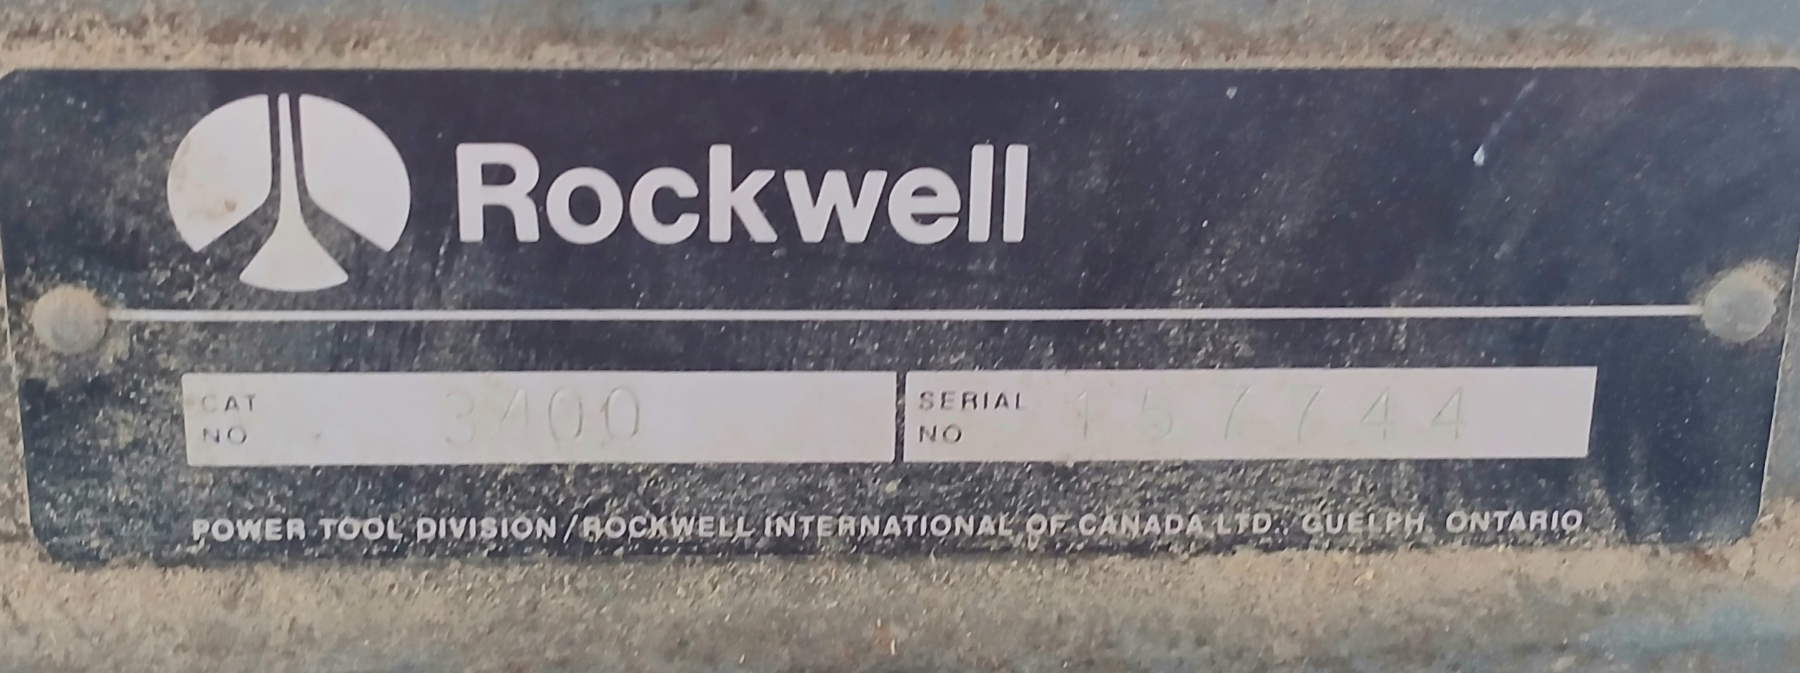 Rockwell
CAT NO 3400
SERIAL NO 157744
POWER TOOL DIVISION/ROCKWELL INTERNATIONAL OF CANADA LTD., GUELPH, ONTARIO